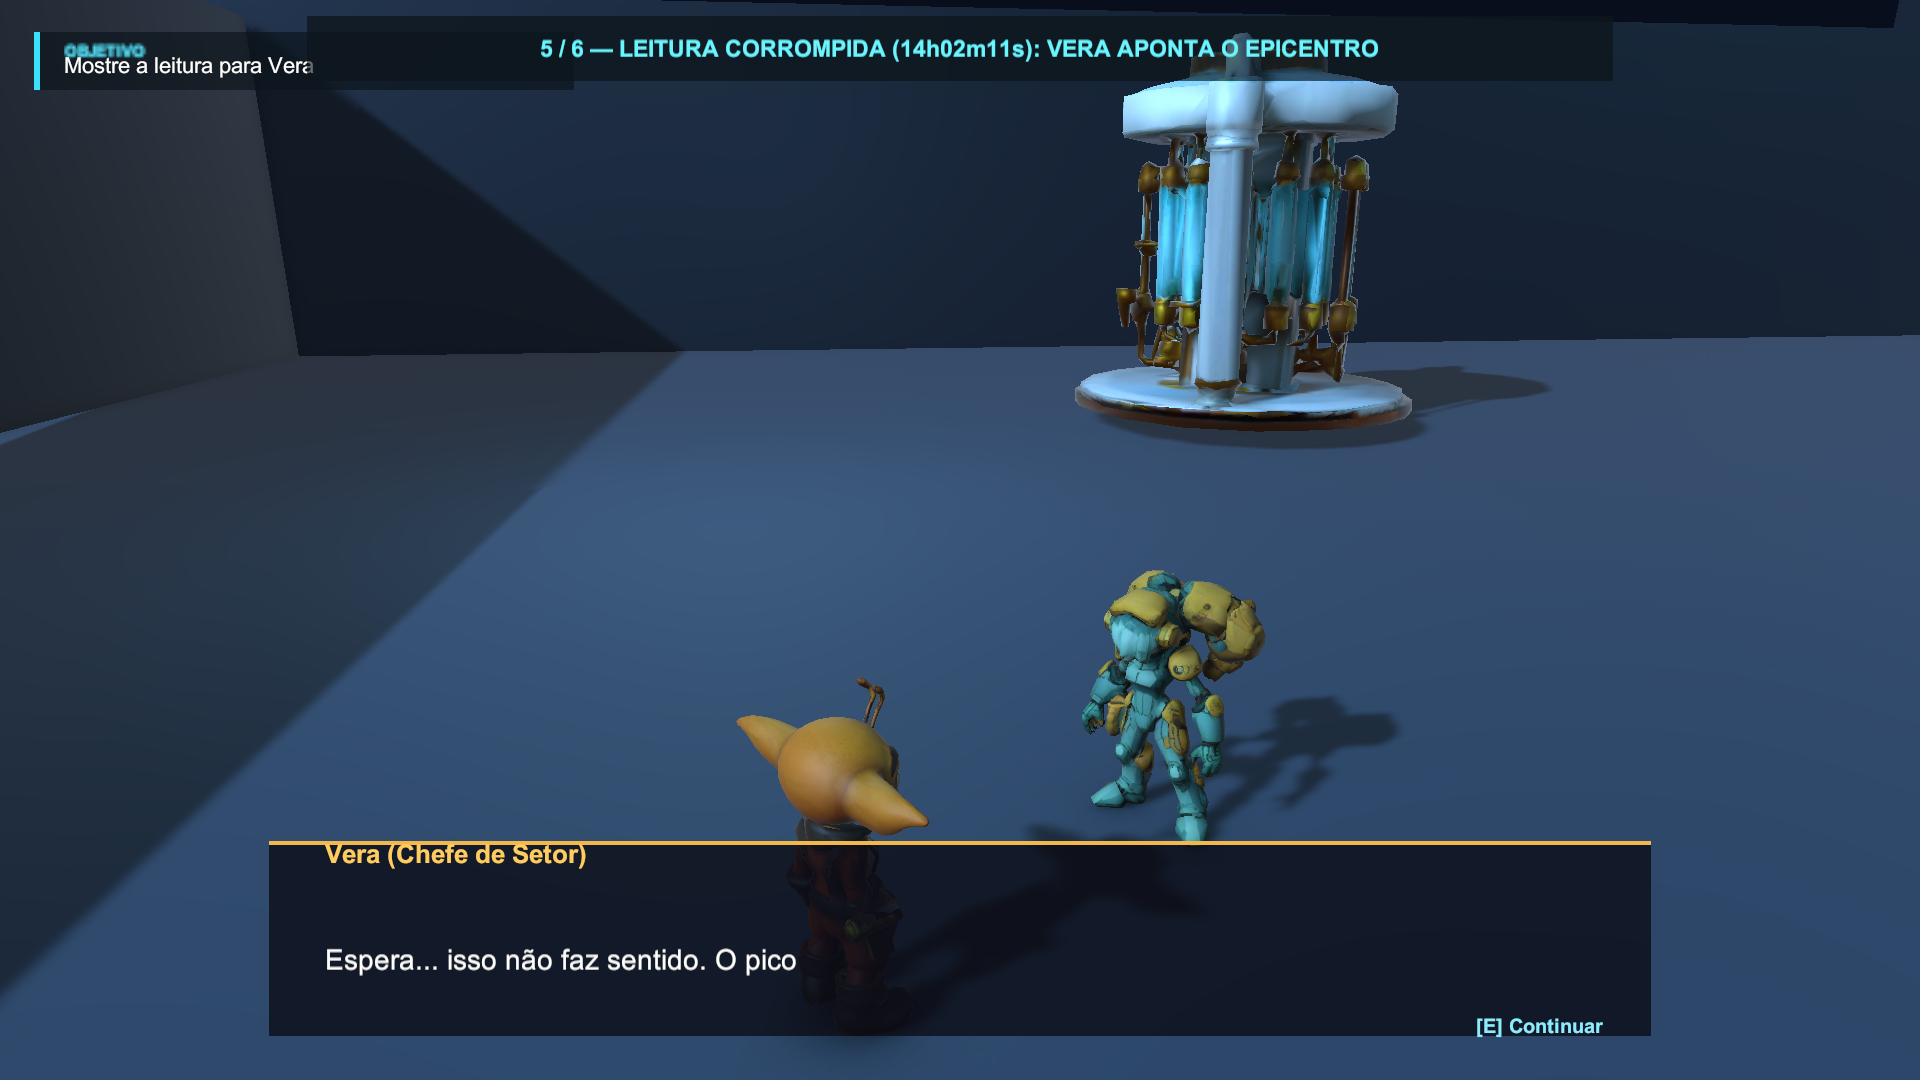 OBJETIVO
Mostre a leitura para Vera
5 / 6 — LEITURA CORROMPIDA (14h02m11s): VERA APONTA O EPICENTRO
Vera (Chefe de Setor)
Espera... isso não faz sentido. O pico
[E] Continuar